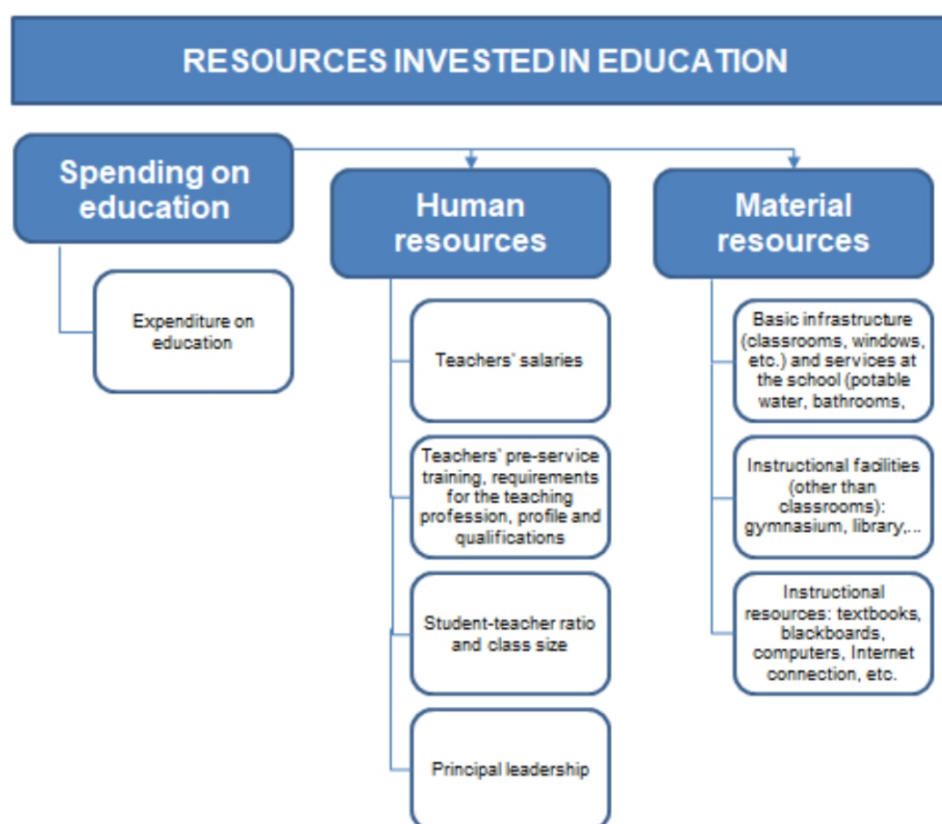 RESOURCES INVESTED IN EDUCATION
Spending on
education
Expenditure on
education
Human
resources
Teachers' salaries
Teachers' pre-service
training, requirements
for the teaching
profession, profile and
qualifications
Student-teacher ratio
and class size
Principal leadership
Material
resources
Basic infrastructure
(classrooms, windows,
etc.) and services at
the school (potable
water, bathrooms,
Instructional facilities
(other than
classrooms):
gymnasium, library,...
Instructional
resources: textbooks,
blackboards,
computers, Internet
connection, etc.